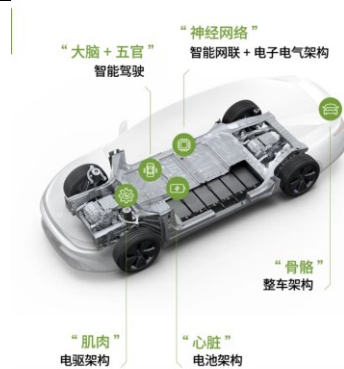 “神经网络”
智能网联 + 电子电气架构
“大脑 + 五官”
智能驾驶
“骨骼”
整车架构
“肌肉”
电驱架构
“心脏”
电池架构